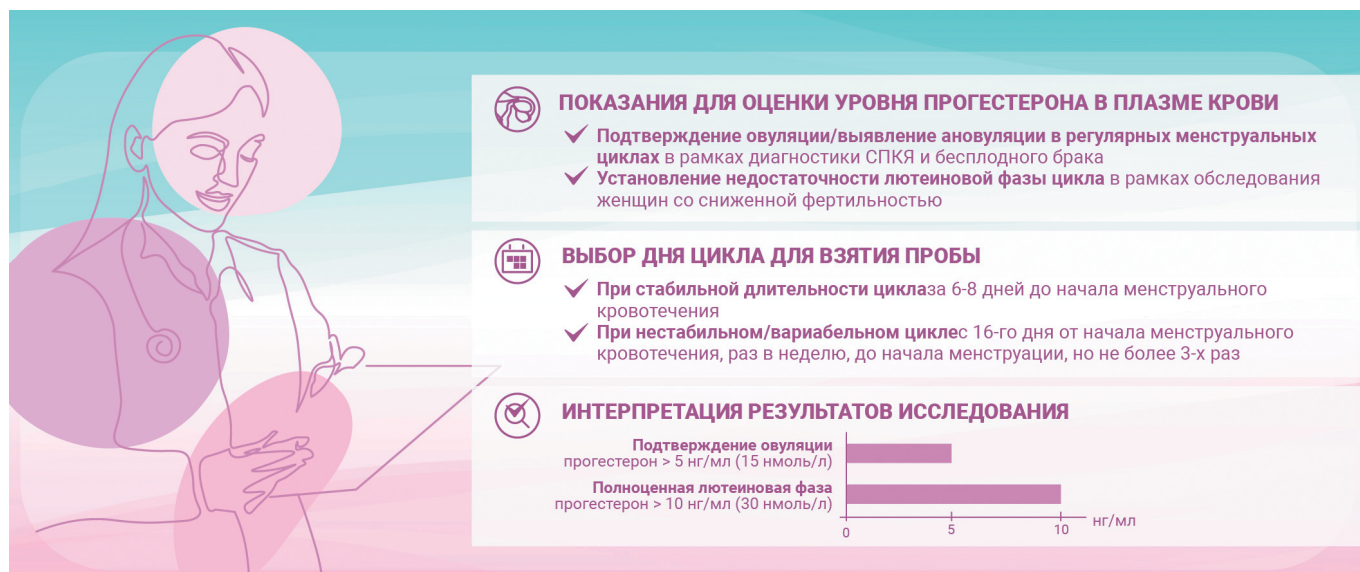 ПОКАЗАНИЯ ДЛЯ ОЦЕНКИ УРОВНЯ ПРОГЕСТЕРОНА В ПЛАЗМЕ КРОВИ
Подтверждение овуляции/выявление ановуляции в регулярных менструальных
циклах в рамках диагностики СПКЯ и бесплодного брака
Установление недостаточности лютеиновой фазы цикла в рамках обследования
женщин со сниженной фертильностью
ВЫБОР ДНЯ ЦИКЛА ДЛЯ ВЗЯТИЯ ПРОБЫ
При стабильной длительности циклаза 6-8 дней до начала менструального
кровотечения
При нестабильном/вариабельном циклес 16-го дня от начала менструального
кровотечения, раз в неделю, до начала менструации, но не более 3-х раз
ИНТЕРПРЕТАЦИЯ РЕЗУЛЬТАТОВ ИССЛЕДОВАНИЯ
Подтверждение овуляции
прогестерон > 5 нг/мл (15 нмоль/л)
Полноценная лютеиновая фаза
прогестерон > 10 нг/мл (30 нмоль/л)
0 5 10 нг/мл